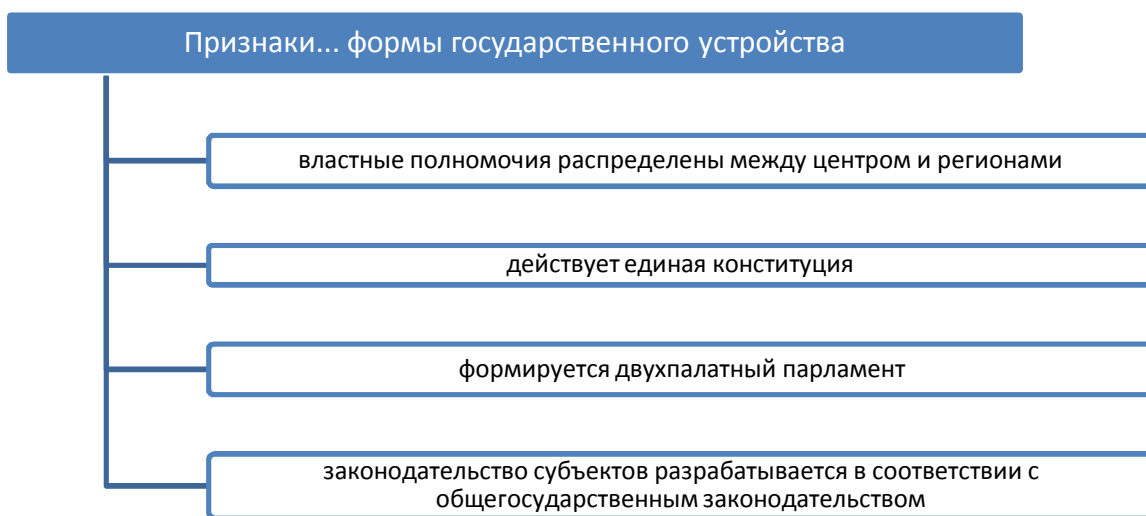 Признаки... формы государственного устройства
властные полномочия распределены между центром и регионами
действует единая конституция
формируется двухпалатный парламент
законодательство субъектов разрабатывается в соответствии с
общегосударственным законодательством